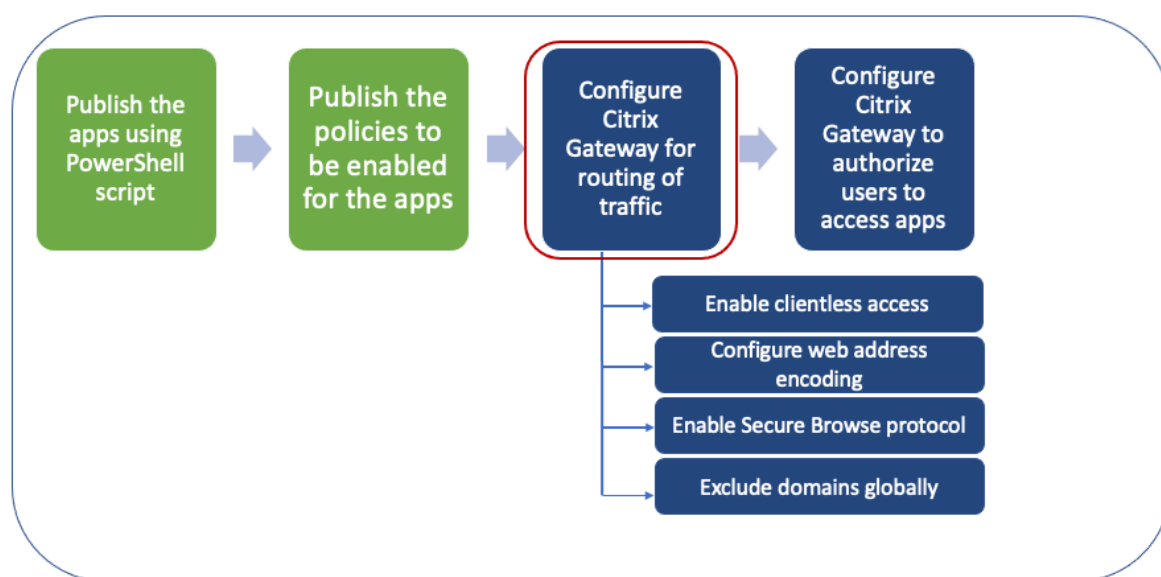 Publish the
apps using
PowerShell
script
Publish the
policies to
be enabled
for the apps
Configure
Citrix
Gateway for
routing of
traffic
Configure
Citrix
Gateway to
authorize
users to
access apps
Enable clientless access
Configure web address
encoding
Enable Secure Browse protocol
Exclude domains globally